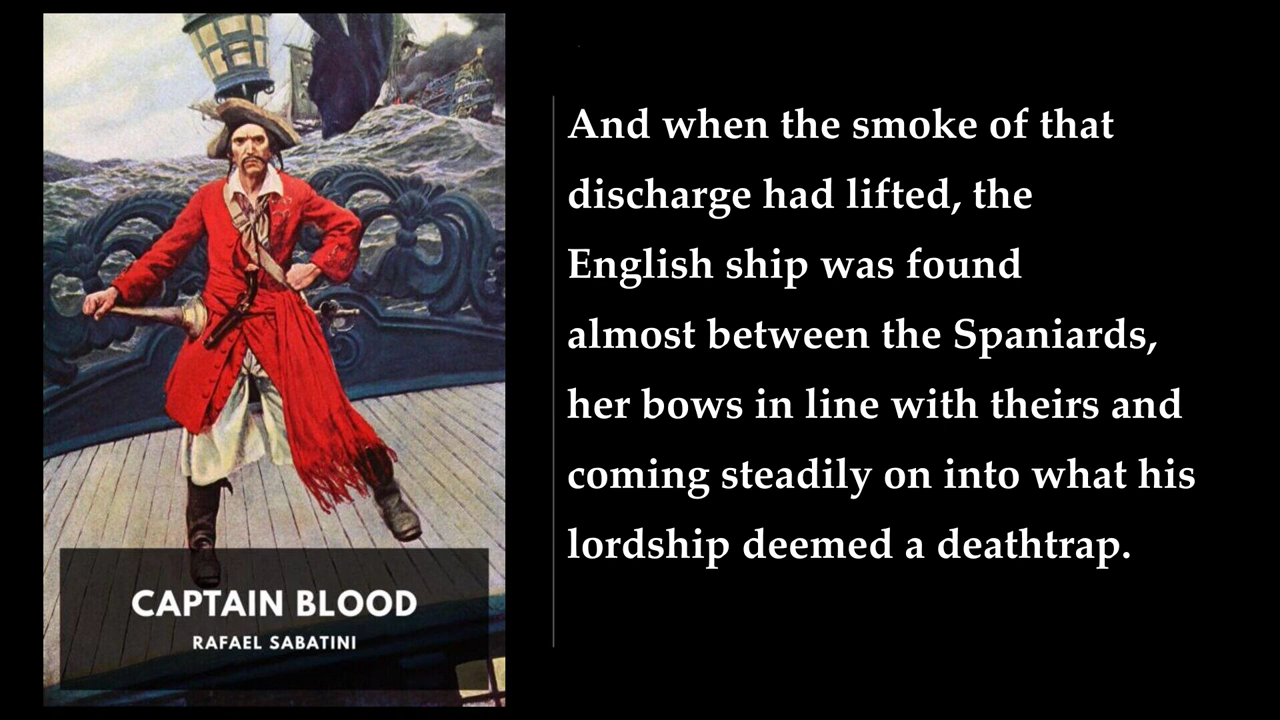 CAPTAIN BLOOD
RAFAEL SABATINI
And when the smoke of that
discharge had lifted, the
English ship was found
almost between the Spaniards,
her bows in line with theirs and
coming steadily on into what his
lordship deemed a deathtrap.